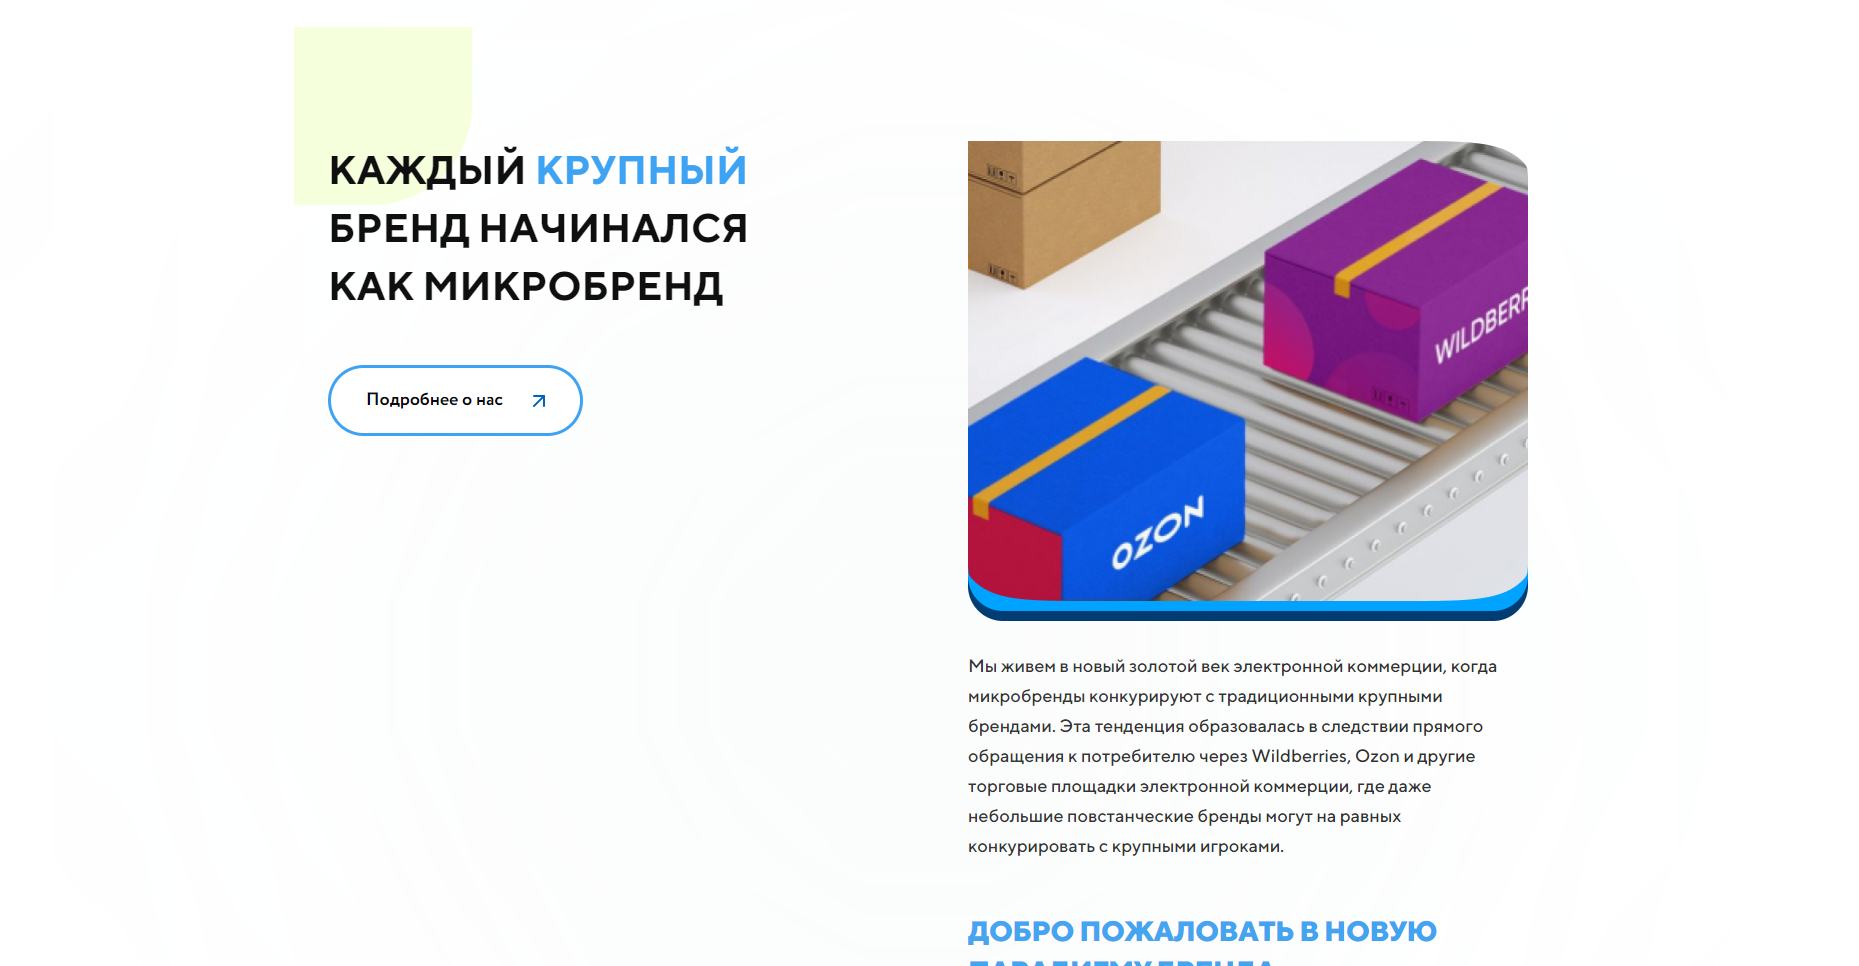 КАЖДЫЙ КРУПНЫЙ
БРЕНД НАЧИНАЛСЯ
КАК МИКРОБРЕНД
Подробнее о нас
OZON
Мы живем в новый золотой век электронной коммерции, когда
микробренды конкурируют с традиционными крупными
брендами. Эта тенденция образовалась в следствии прямого
обращения к потребителю через Wildberries, Ozon и другие
торговые площадки электронной коммерции, где даже
небольшие повстанческие бренды могут на равных
конкурировать с крупными игроками.
ДОБРО ПОЖАЛОВАТЬ В НОВУЮ